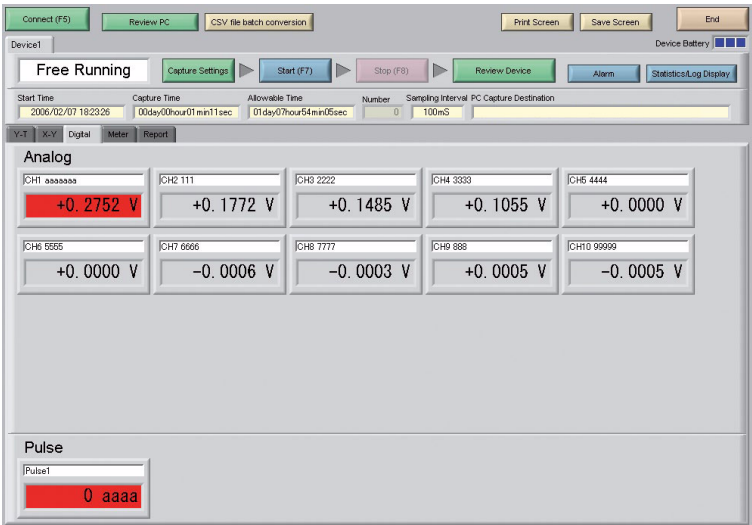 Connect (F5) Review PC CSV file batch conversion Print Screen Save Screen End
Device1 Device Battery
Free Running Capture Settings Start (F7) Stop (F8) Review Device Alarm Statistics/Log Display
Start Time Capture Time Allowable Time Number Sampling Interval PC Capture Destination
2006/02/07 18:23:26 00day00hour01min11sec 01day07hour54min05sec 0 100mS
Y-T X-Y Digital Meter Report
Analog
CH1 aaaaaaa CH2 111 CH3 2222 CH4 3333 CH5 4444
+0.2752 V +0.1772 V +0.1485 V +0.1055 V +0.0000 V
CH6 5555 CH7 6666 CH8 7777 CH9 888 CH10 99999
+0.0000 V -0.0006 V -0.0003 V +0.0005 V -0.0005 V
Pulse
Pulse1
0 aaaa